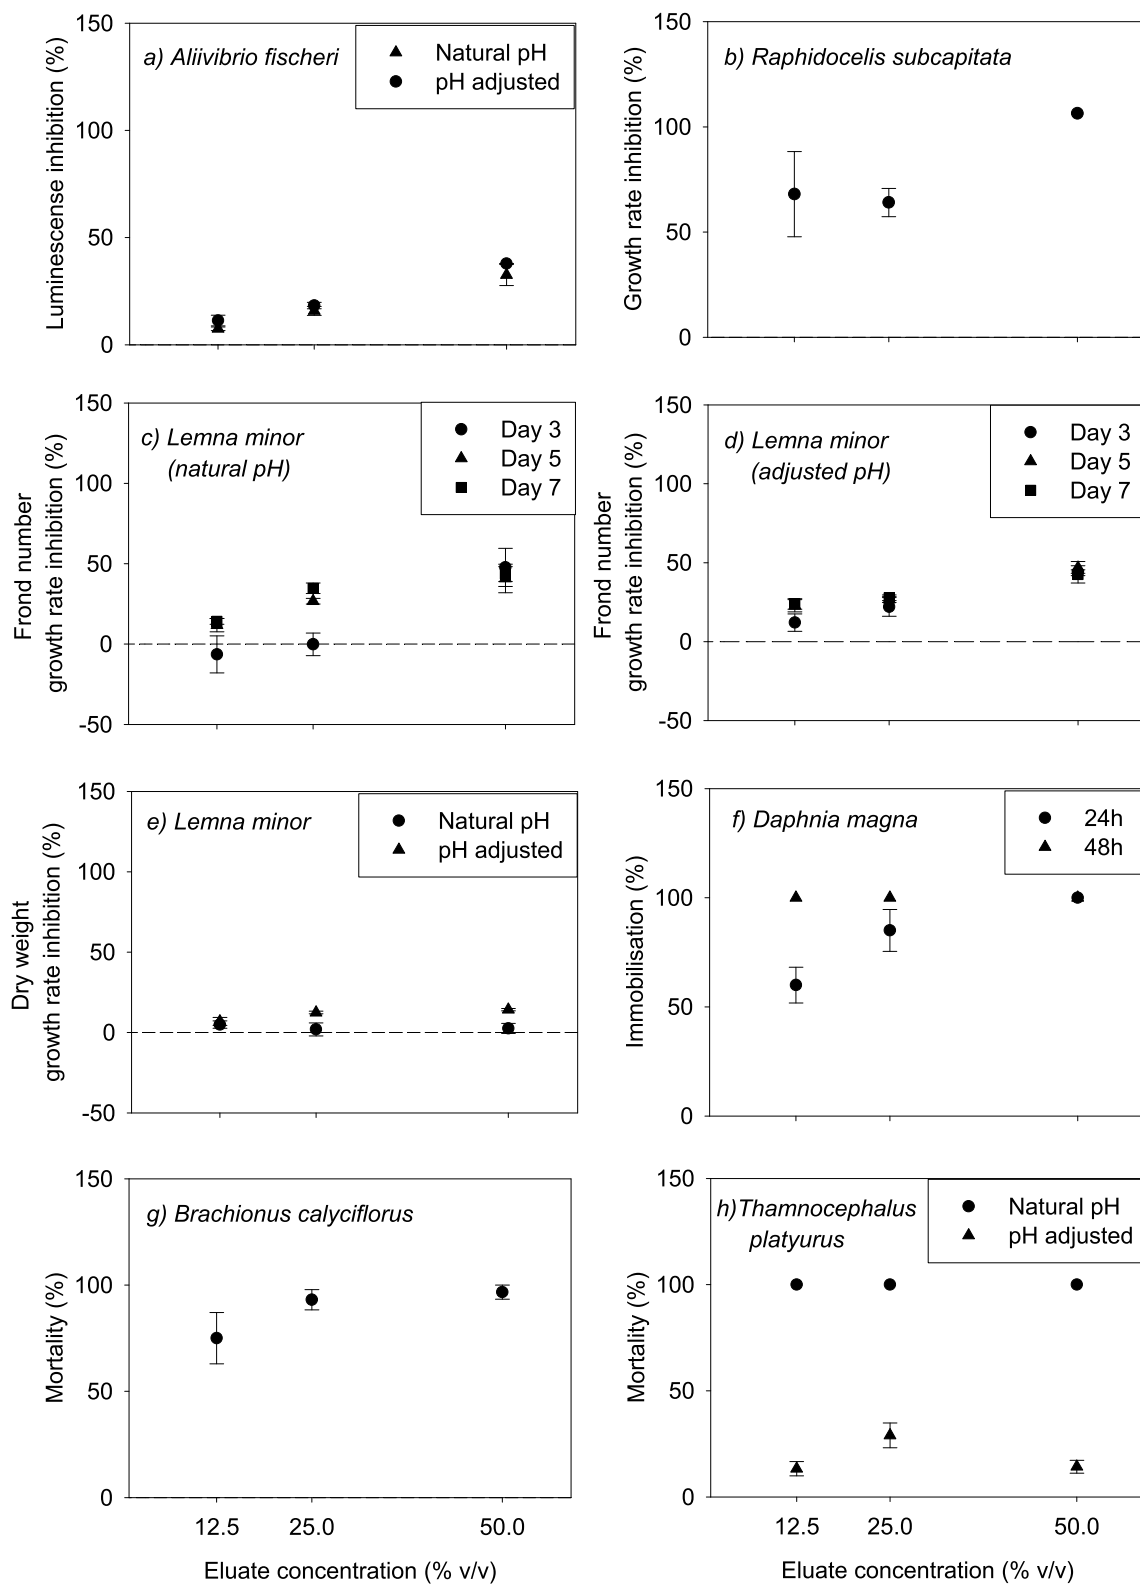 150
100
50
0
Luminescense inhibition (%)
a) Aliivibrio fischeri
Natural pH
pH adjusted
150
100
50
0
Growth rate inhibition (%)
b) Raphidocelis subcapitata
150
100
50
0
-50
Frond number
growth rate inhibition (%)
c) Lemna minor
(natural pH)
Day 3
Day 5
Day 7
150
100
50
0
-50
Frond number
growth rate inhibition (%)
d) Lemna minor
(adjusted pH)
Day 3
Day 5
Day 7
150
100
50
0
-50
Dry weight
growth rate inhibition (%)
e) Lemna minor
Natural pH
pH adjusted
150
100
50
0
Immobilisation (%)
f) Daphnia magna
24h
48h
150
100
50
0
Mortality (%)
g) Brachionus calyciflorus
12.5
25.0
50.0
Eluate concentration (% v/v)
150
100
50
0
Mortality (%)
h)Thamnocephalus
platyurus
Natural pH
pH adjusted
12.5
25.0
50.0
Eluate concentration (% v/v)